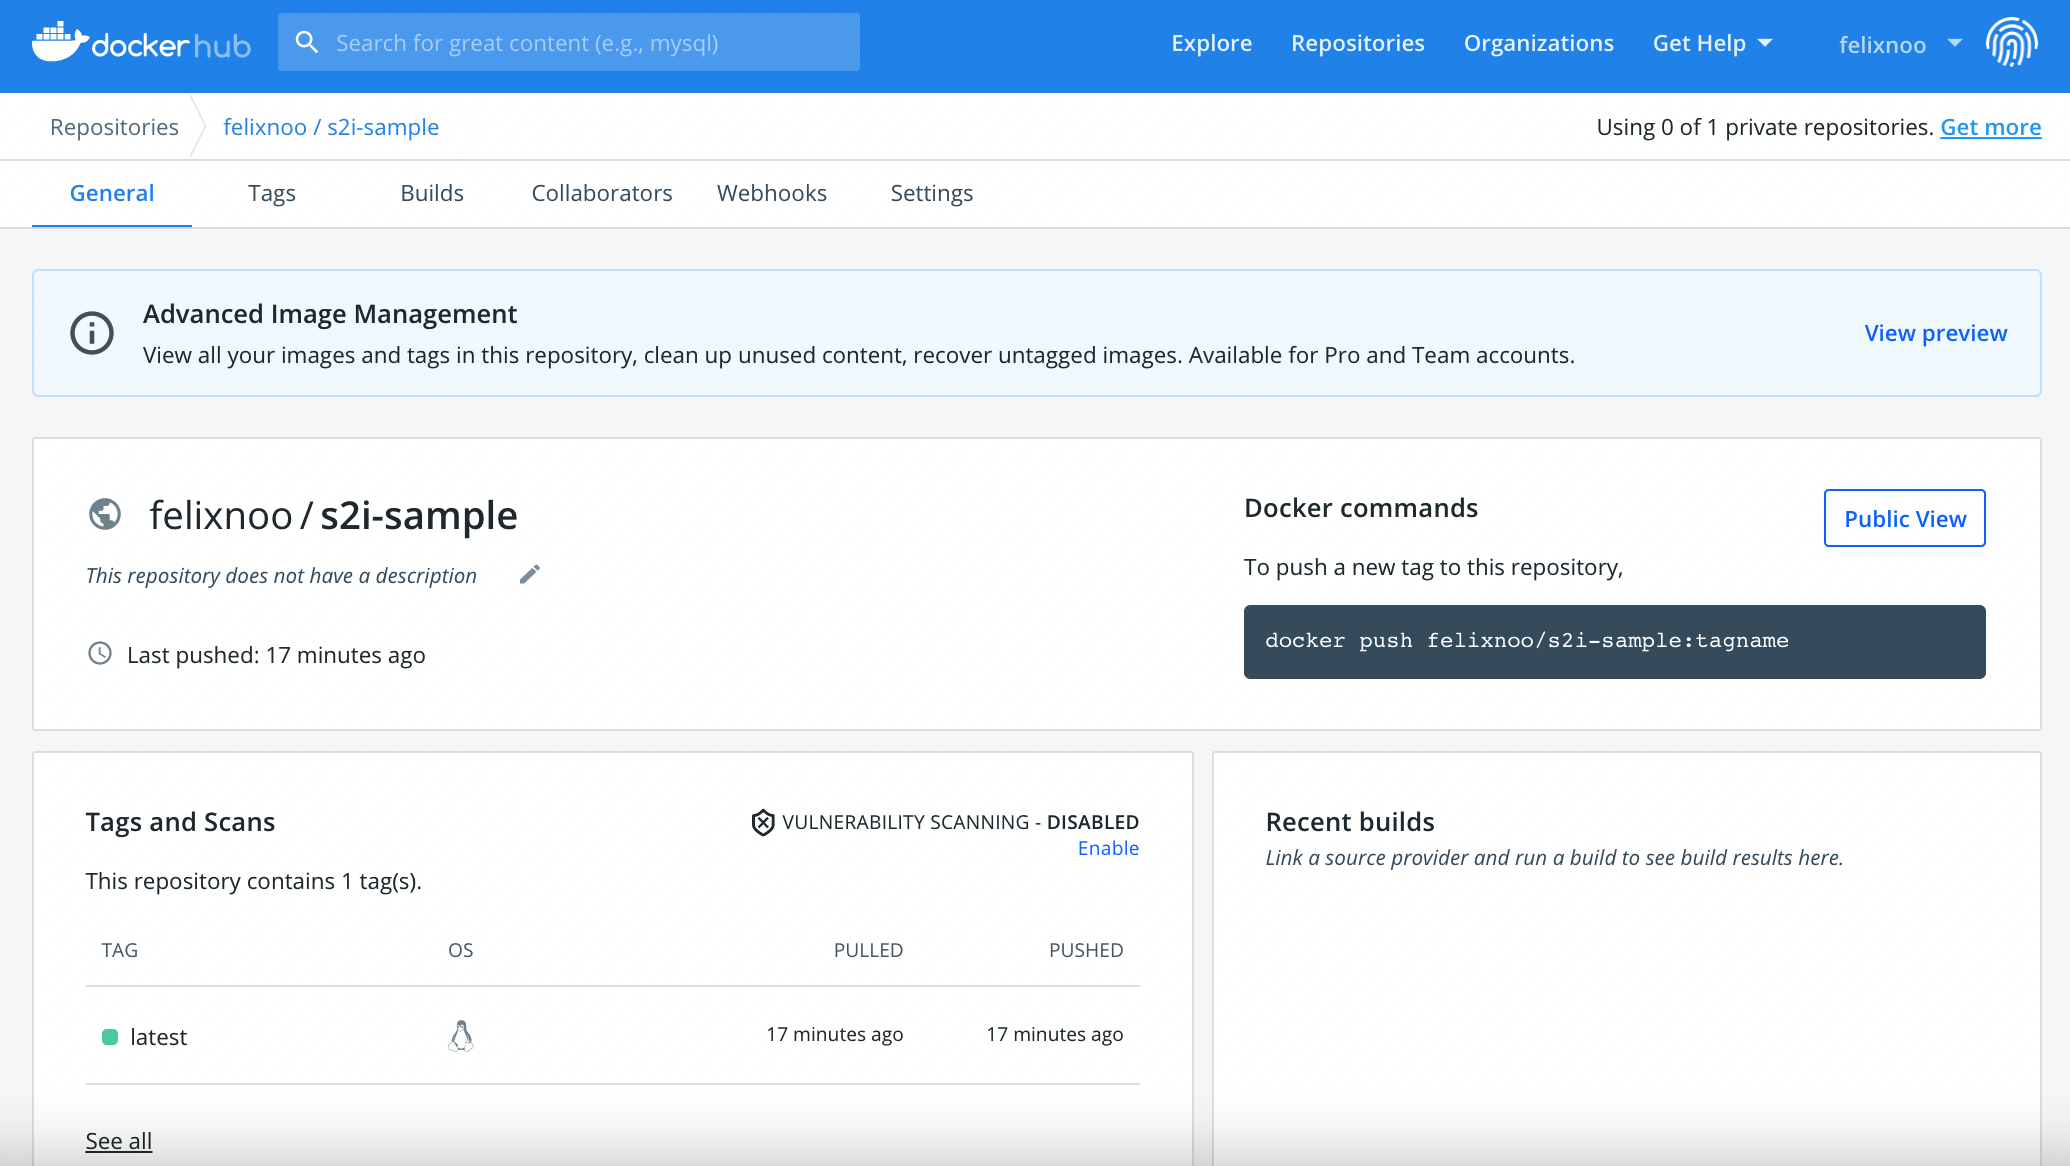 docker hub
Search for great content (e.g., mysql)
Explore
Repositories
Organizations
Get Help
felixnoo
Repositories
felixnoo / s2i-sample
Using 0 of 1 private repositories. Get more
General
Tags
Builds
Collaborators
Webhooks
Settings
Advanced Image Management
View all your images and tags in this repository, clean up unused content, recover untagged images. Available for Pro and Team accounts.
View preview
felixnoo / s2i-sample
This repository does not have a description
Last pushed: 17 minutes ago
Docker commands
Public View
To push a new tag to this repository,
docker push felixnoo/s2i-sample:tagname
Tags and Scans
VULNERABILITY SCANNING - DISABLED
Enable
This repository contains 1 tag(s).
TAG
OS
PULLED
PUSHED
latest
17 minutes ago
17 minutes ago
See all
Recent builds
Link a source provider and run a build to see build results here.